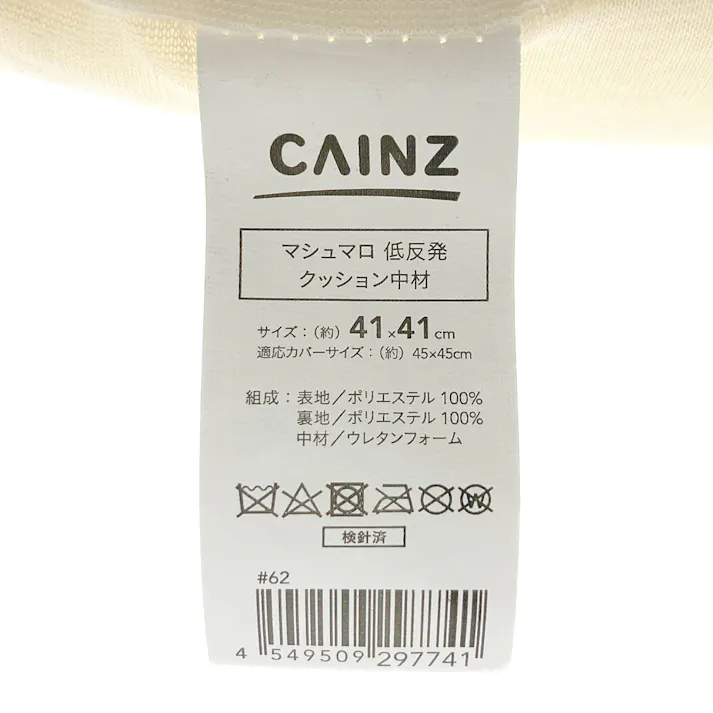 CAINZ
マシュマロ 低反発
クッション中材
サイズ：（約） 41×41cm
適応カバーサイズ：（約） 45×45cm
組成：表地／ポリエステル 100%
裏地／ポリエステル 100%
中材／ウレタンフォーム
W
検針済
#62
4 549509 297741